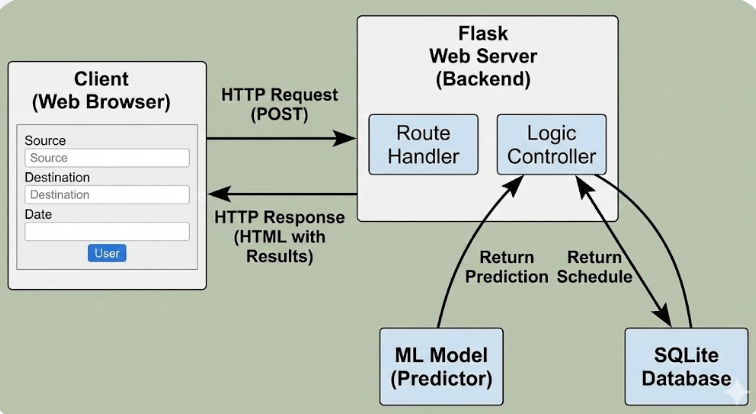 Client
(Web Browser)
Source
Source
Destination
Destination
Date
User
HTTP Request
(POST)
HTTP Response
(HTML with
Results)
Flask
Web Server
(Backend)
Route
Handler
Logic
Controller
Return
Prediction
Return
Schedule
ML Model
(Predictor)
SQLite
Database